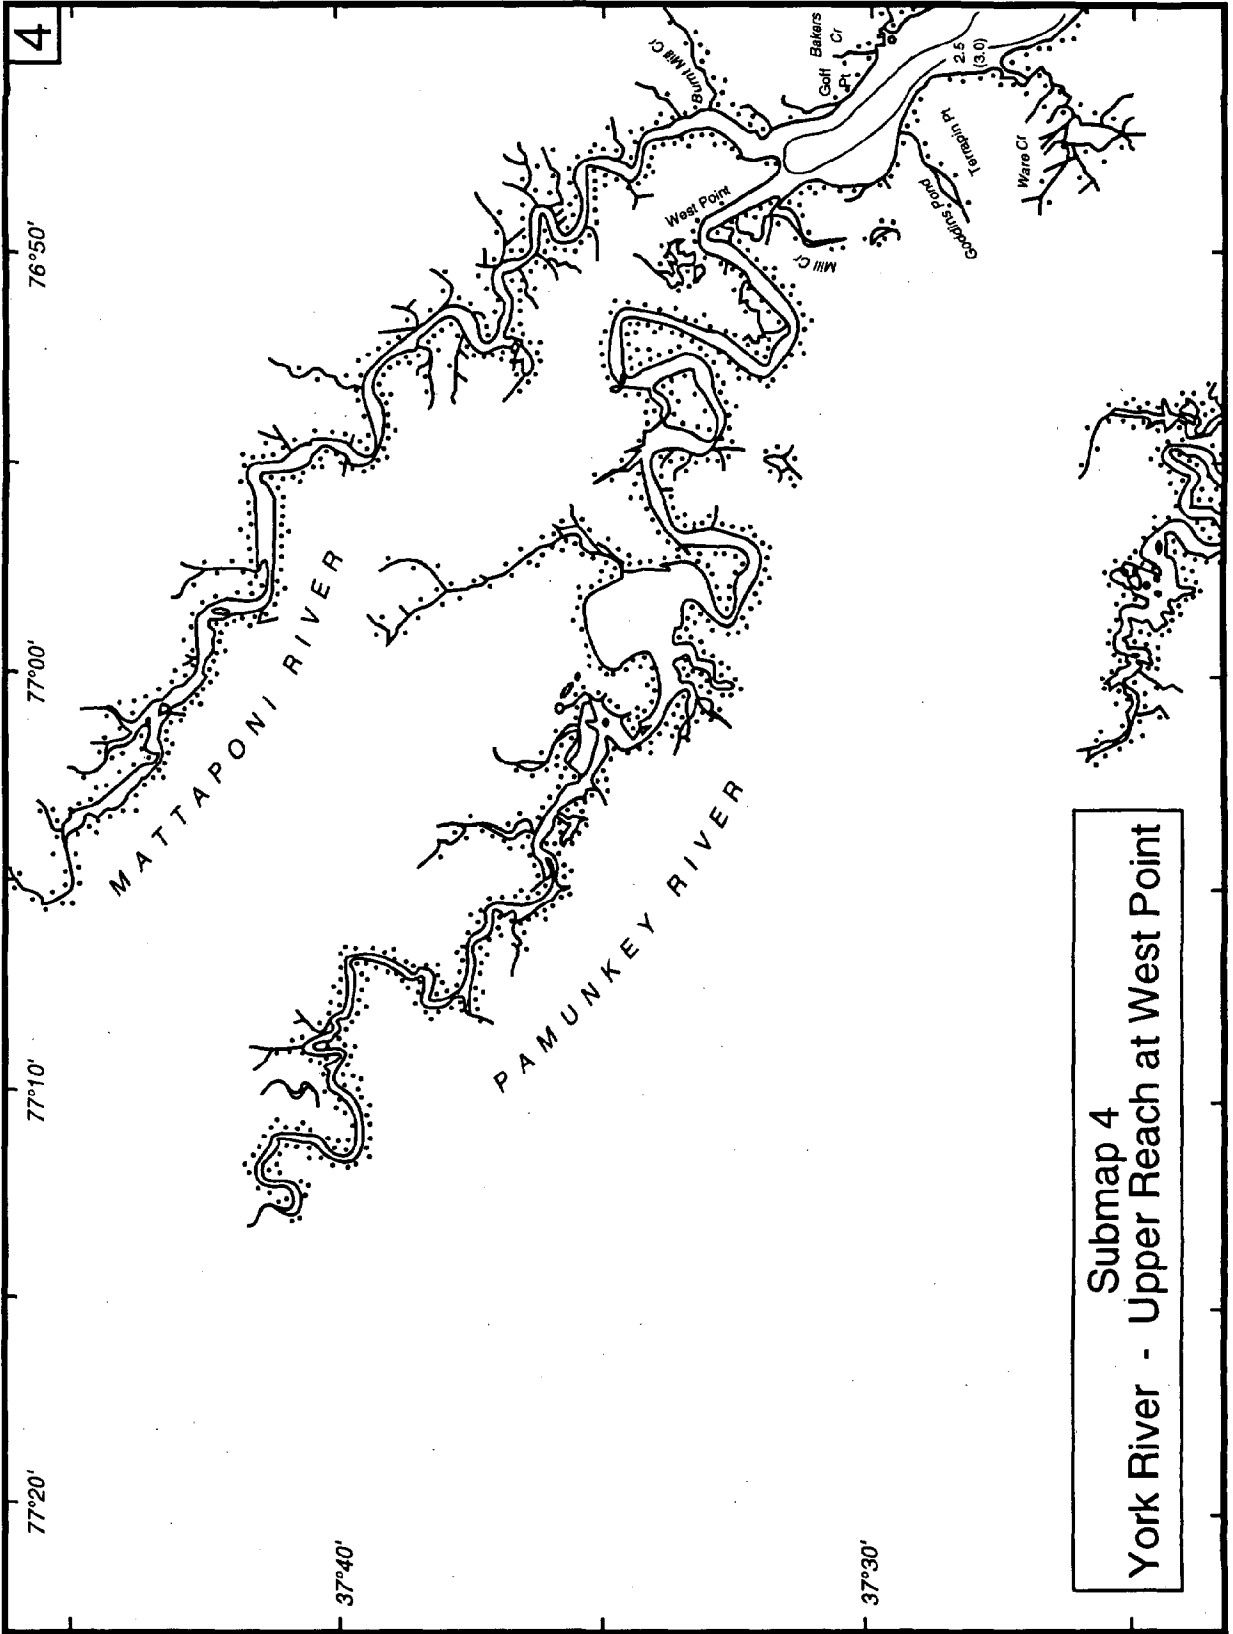 4
76°50'
77°00'
77°10'
77°20'
37°40'
37°30'
MATTAPONI RIVER
PAMUNKEY RIVER
Burnt Mill Cr
Goff
Pt
Bakers
Cr
2.5
(3.0)
West Point
Mill Cr
Goddins Pond
Terrapin Pt
Ware Cr
Submap 4
York River - Upper Reach at West Point